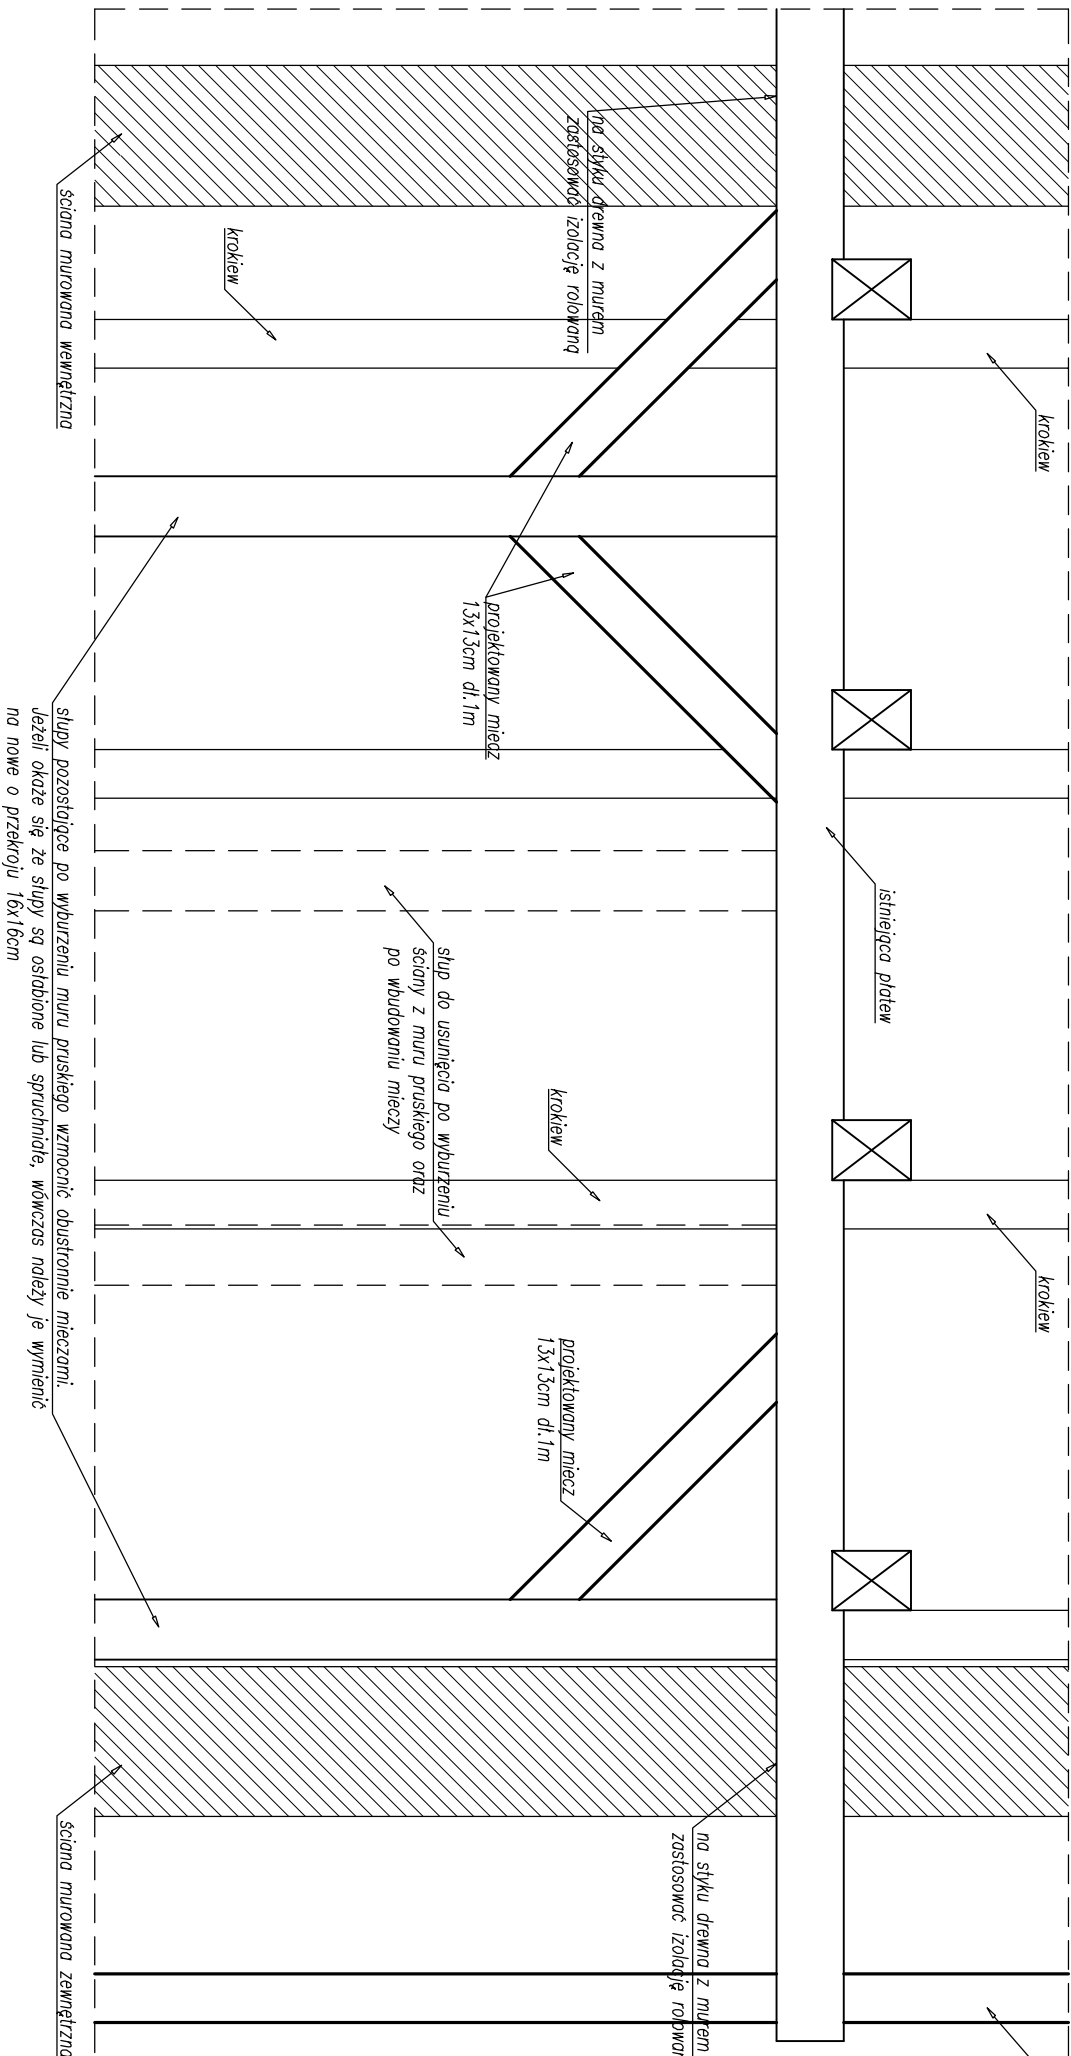 krokiew
krokiew
istniejąca płatew
na styku drewna z murem
zastosować izolację rolowaną
na styku drewna z murem
zastosować izolację
projektowany miecz
13x13cm dł.1m
krokiew
projektowany miecz
13x13cm dł.1m
słup do usunięcia po wyburzeniu
ściany z muru pruskiego oraz
po wbudowaniu mieczy
krokiew
ściana murowana wewnętrzna
słupy pozostające po wyburzeniu muru pruskiego wzmocnić obustronnie mieczami.
Jeżeli okaże się że słupy są osłabione lub spruchniałe, wówczas należy je wymienić
na nowe o przekroju 16x16cm
ściana murowana zewnętrzna